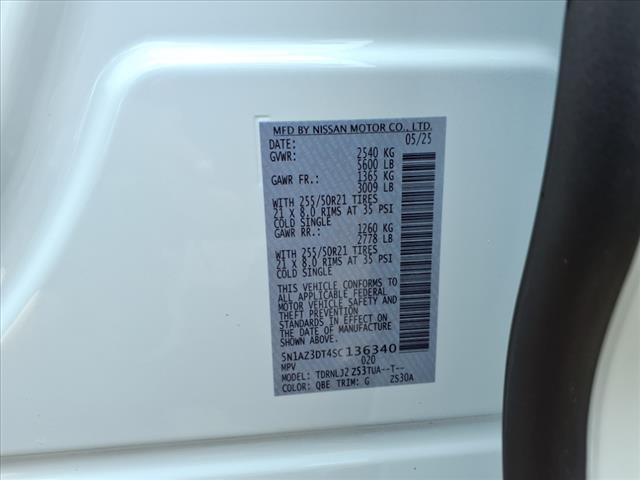 MFD BY NISSAN MOTOR CO., LTD.
DATE: 05/25
GVWR: 2540 KG
5600 LB
GAWR FR.: 1365 KG
3009 LB
WITH 255/50R21 TIRES
21 X 8.0 RIMS AT 35 PSI
COLD SINGLE
GAWR RR.: 1260 KG
2778 LB
WITH 255/50R21 TIRES
21 X 8.0 RIMS AT 35 PSI
COLD SINGLE
THIS VEHICLE CONFORMS TO
ALL APPLICABLE FEDERAL
MOTOR VEHICLE SAFETY AND
THEFT PREVENTION
STANDARDS IN EFFECT ON
THE DATE OF MANUFACTURE
SHOWN ABOVE.
5N1AZ3DT4SC136340
MPV 020
MODEL: TDRNLJ2 ZS3TUA--T--
COLOR: QBE TRIM: G ZS30A